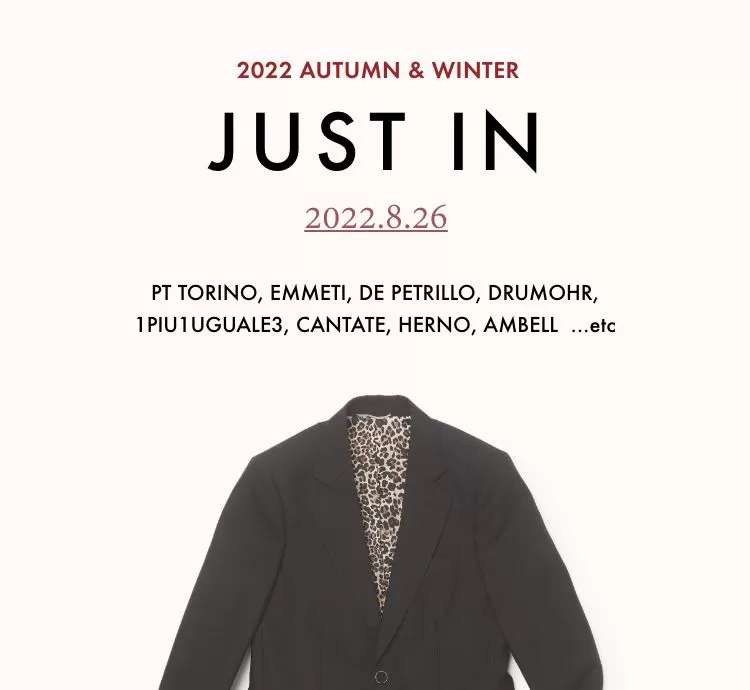 2022 AUTUMN & WINTER
JUST IN
2022.8.26
PT TORINO, EMMETI, DE PETRILLO, DRUMOHR,
1PIU1UGUALE3, CANTATE, HERNO, AMBELL ...etc